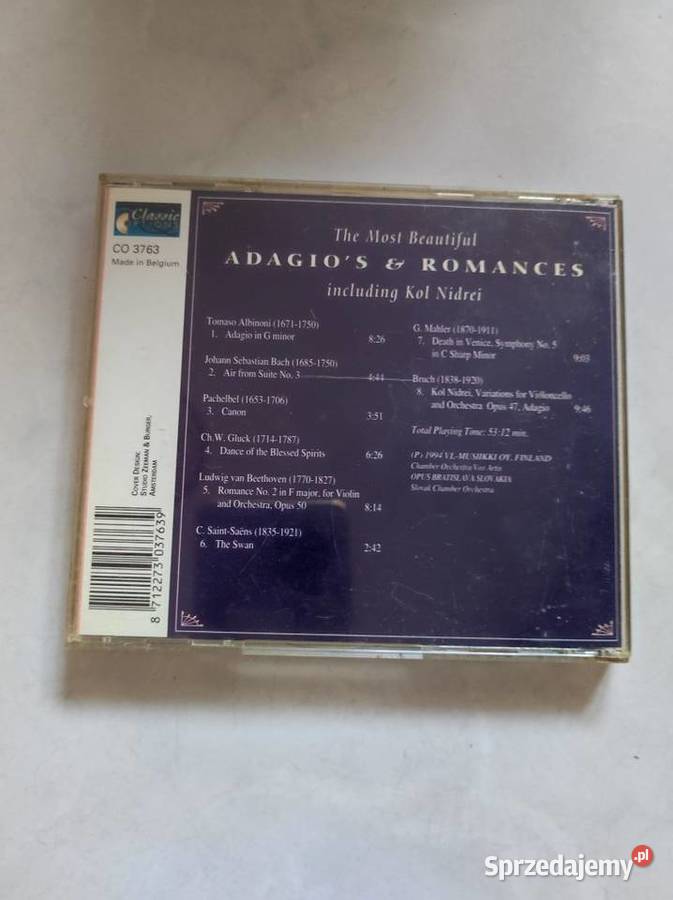 Classic
OPTIONS
CO 3763
Made in Belgium
COVER DESIGN:
STUDIO ZEEMAN & BURGER,
AMSTERDAM
8 712273 037639
The Most Beautiful
ADAGIO'S & ROMANCES
including Kol Nidrei
Tomaso Albinoni (1671-1750)
1. Adagio in G minor 8:26
Johann Sebastian Bach (1685-1750)
2. Air from Suite No. 3 4:44
Pachelbel (1653-1706)
3. Canon 3:51
Ch.W. Gluck (1714-1787)
4. Dance of the Blessed Spirits 6:26
Ludwig van Beethoven (1770-1827)
5. Romance No. 2 in F major, for Violin
and Orchestra, Opus 50 8:14
C. Saint-Saëns (1835-1921)
6. The Swan 2:42
G. Mahler (1870-1911)
7. Death in Venice, Symphony No. 5
in C Sharp Minor 9:03
Bruch (1838-1920)
8. Kol Nidrei, Variations for Violloncello
and Orchestra Opus 47, Adagio 9:46
Total Playing Time: 53:12 min.
(P) 1994 VL-MUSIIKKI OY, FINLAND
Chamber Orchestra Von Artis
OPUS BRATISLAVA SLOVAKIA
Slovak Chamber Orchestra
Sprzedajemy.pl